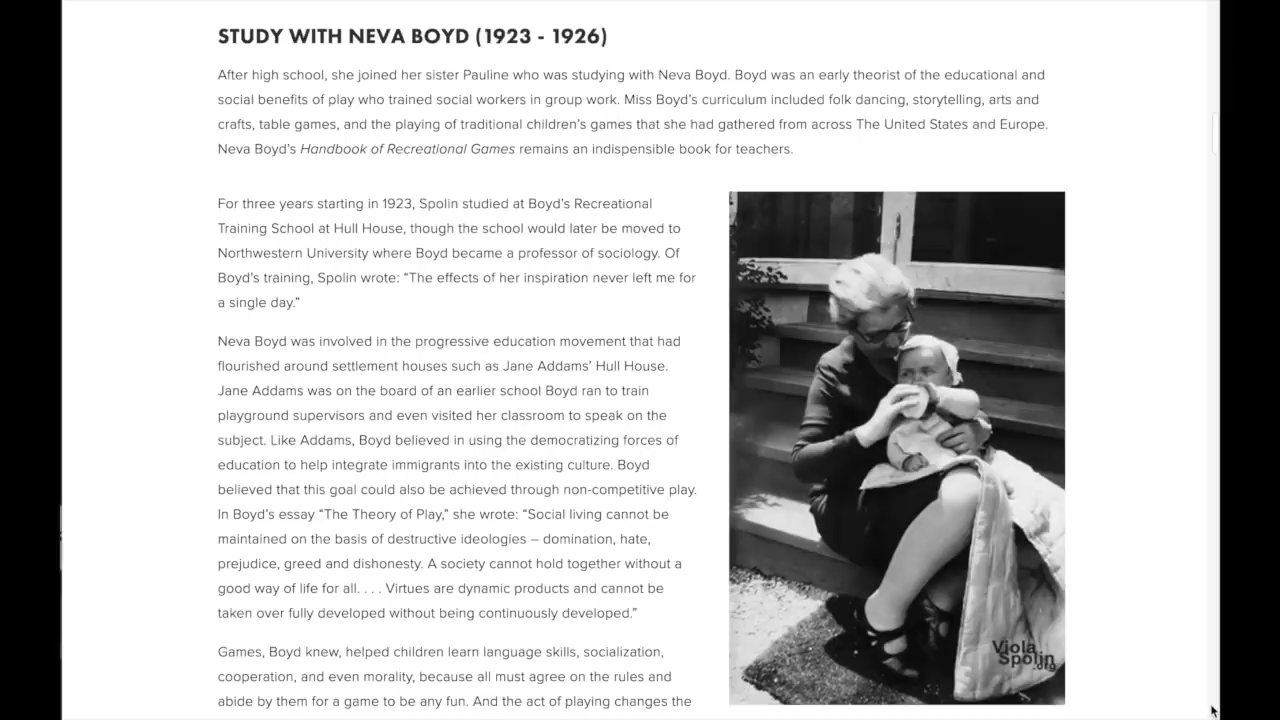 STUDY WITH NEVA BOYD (1923 - 1926)
After high school, she joined her sister Pauline who was studying with Neva Boyd. Boyd was an early theorist of the educational and
social benefits of play who trained social workers in group work. Miss Boyd’s curriculum included folk dancing, storytelling, arts and
crafts, table games, and the playing of traditional children’s games that she had gathered from across The United States and Europe.
Neva Boyd’s Handbook of Recreational Games remains an indispensible book for teachers.
For three years starting in 1923, Spolin studied at Boyd’s Recreational
Training School at Hull House, though the school would later be moved to
Northwestern University where Boyd became a professor of sociology. Of
Boyd’s training, Spolin wrote: “The effects of her inspiration never left me for
a single day.”
Neva Boyd was involved in the progressive education movement that had
flourished around settlement houses such as Jane Addams’ Hull House.
Jane Addams was on the board of an earlier school Boyd ran to train
playground supervisors and even visited her classroom to speak on the
subject. Like Addams, Boyd believed in using the democratizing forces of
education to help integrate immigrants into the existing culture. Boyd
believed that this goal could also be achieved through non-competitive play.
In Boyd’s essay “The Theory of Play,” she wrote: “Social living cannot be
maintained on the basis of destructive ideologies – domination, hate,
prejudice, greed and dishonesty. A society cannot hold together without a
good way of life for all. . . . Virtues are dynamic products and cannot be
taken over fully developed without being continuously developed.”
Games, Boyd knew, helped children learn language skills, socialization,
cooperation, and even morality, because all must agree on the rules and
abide by them for a game to be any fun. And the act of playing changes the
Viola
Spolin
.org